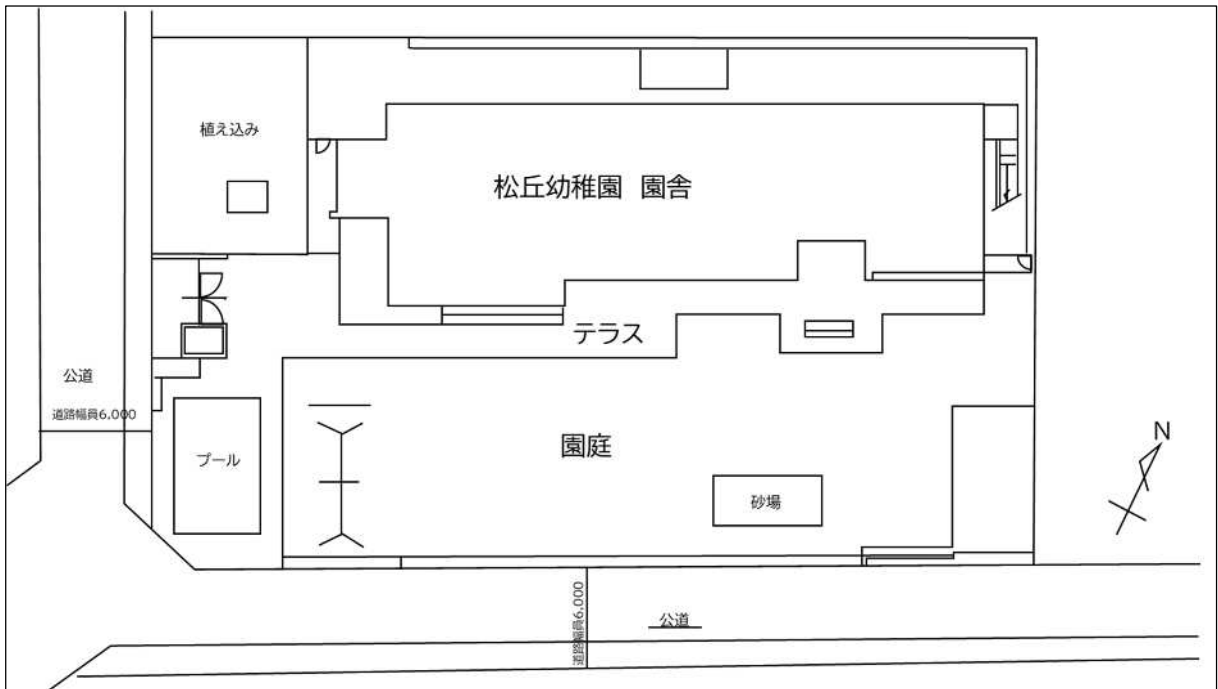 植え込み
松丘幼稚園 園舎
テラス
公道
道路幅員6.000
園庭
N
プール
砂場
道路幅員6.000
公道